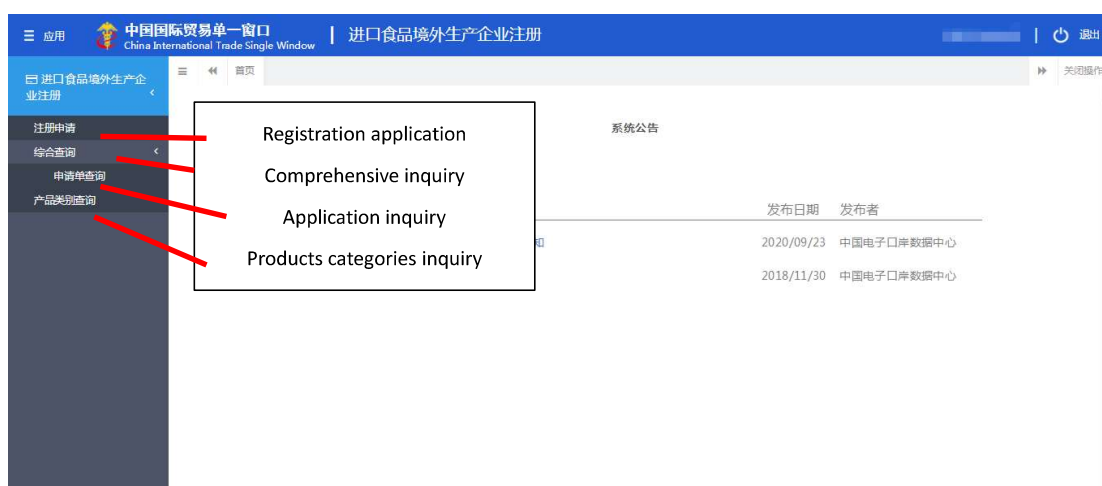 应用
中国国际贸易单一窗口
China International Trade Single Window
进口食品境外生产企业注册
退出
进口食品境外生产企
业注册
首页
关闭操作
注册申请
综合查询
申请单查询
产品类别查询
Registration application
Comprehensive inquiry
Application inquiry
Products categories inquiry
系统公告
发布日期 发布者
知 2020/09/23 中国电子口岸数据中心
2018/11/30 中国电子口岸数据中心